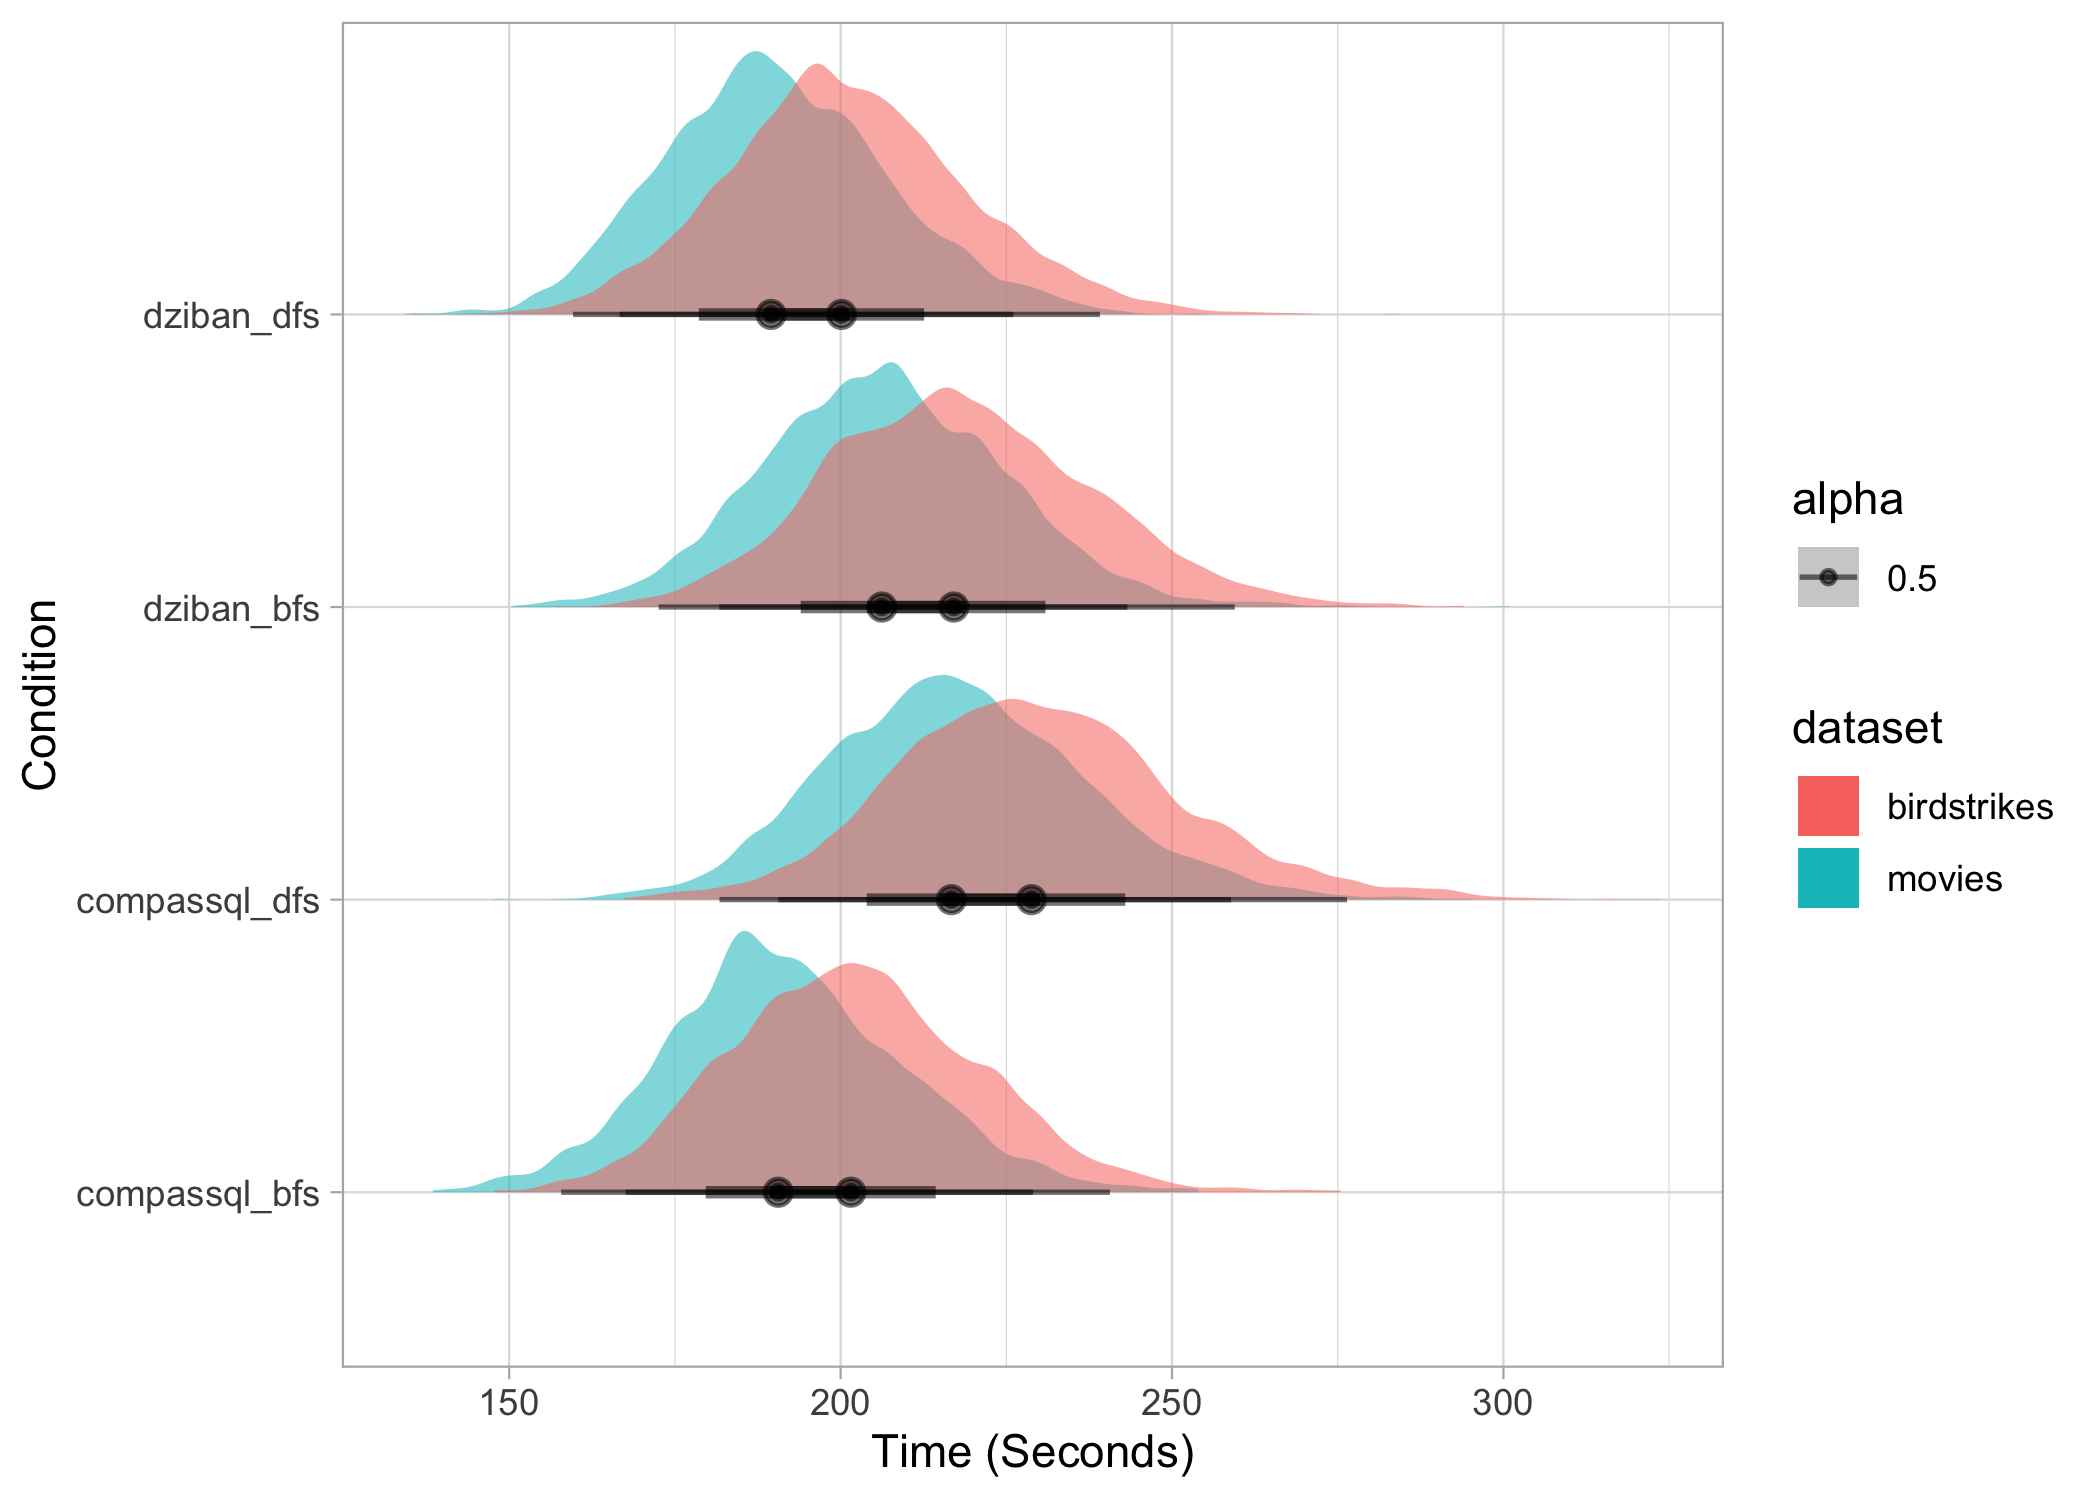 dziban_dfs
dziban_bfs
compassql_dfs
compassql_bfs
Condition
150
200
250
300
Time (Seconds)
alpha
0.5
dataset
birdstrikes
movies